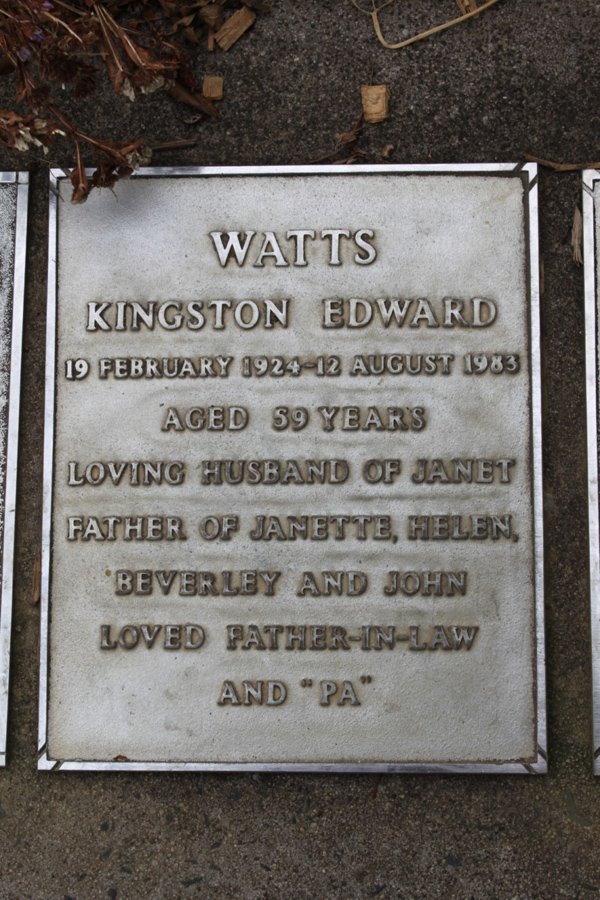 WATTS
KINGSTON EDWARD
19 FEBRUARY 1924-12 AUGUST 1983
AGED 59 YEARS
LOVING HUSBAND OF JANET
FATHER OF JANETTE, HELEN,
BEVERLEY AND JOHN
LOVED FATHER-IN-LAW
AND "PA"